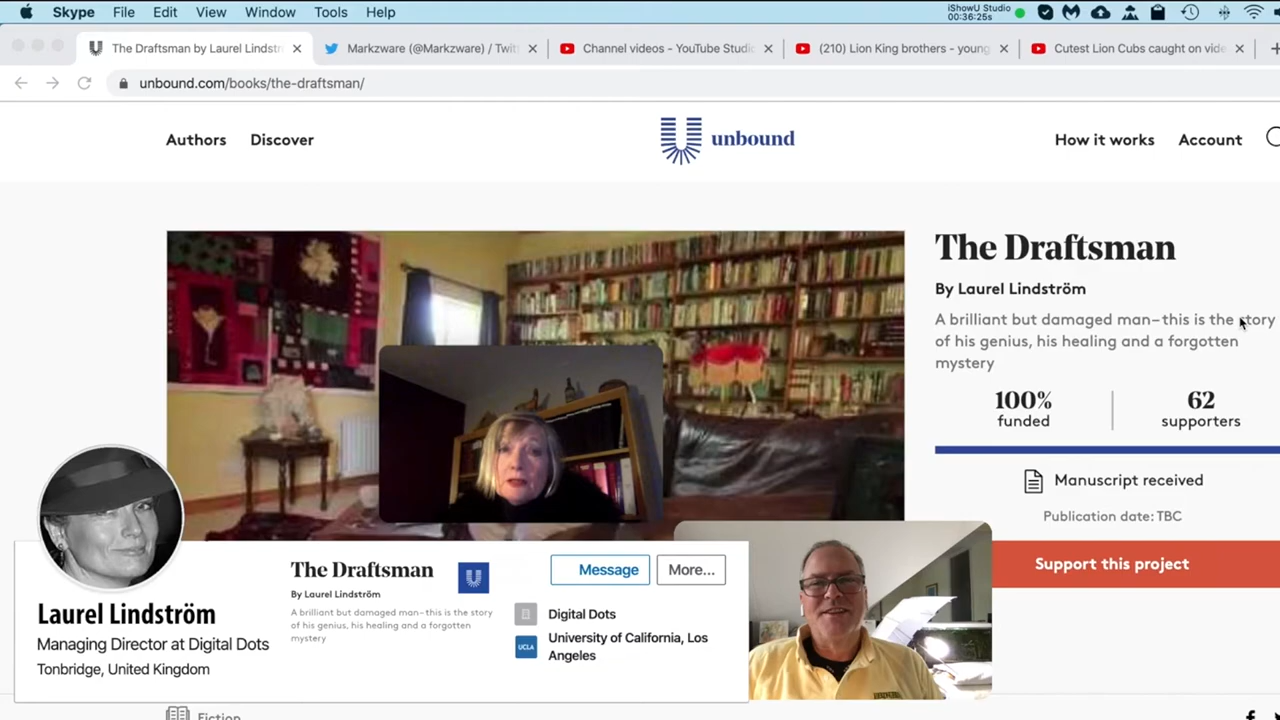 Skype File Edit View Window Tools Help
iShowU Studio
00:36:25s
The Draftsman by Laurel Lindstr
Markzware (@Markzware) / Twit
Channel videos - YouTube Studi
(210) Lion King brothers - young
Cutest Lion Cubs caught on vide
unbound.com/books/the-draftsman/
Authors Discover
unbound
How it works Account
The Draftsman
By Laurel Lindström
A brilliant but damaged man–this is the story
of his genius, his healing and a forgotten
mystery
100%
funded
62
supporters
Manuscript received
Publication date: TBC
Support this project
The Draftsman
By Laurel Lindström
A brilliant but damaged man–this is the story
of his genius, his healing and a forgotten
mystery
Message More...
Digital Dots
UCLA
University of California, Los
Angeles
Laurel Lindström
Managing Director at Digital Dots
Tonbridge, United Kingdom
Fiction